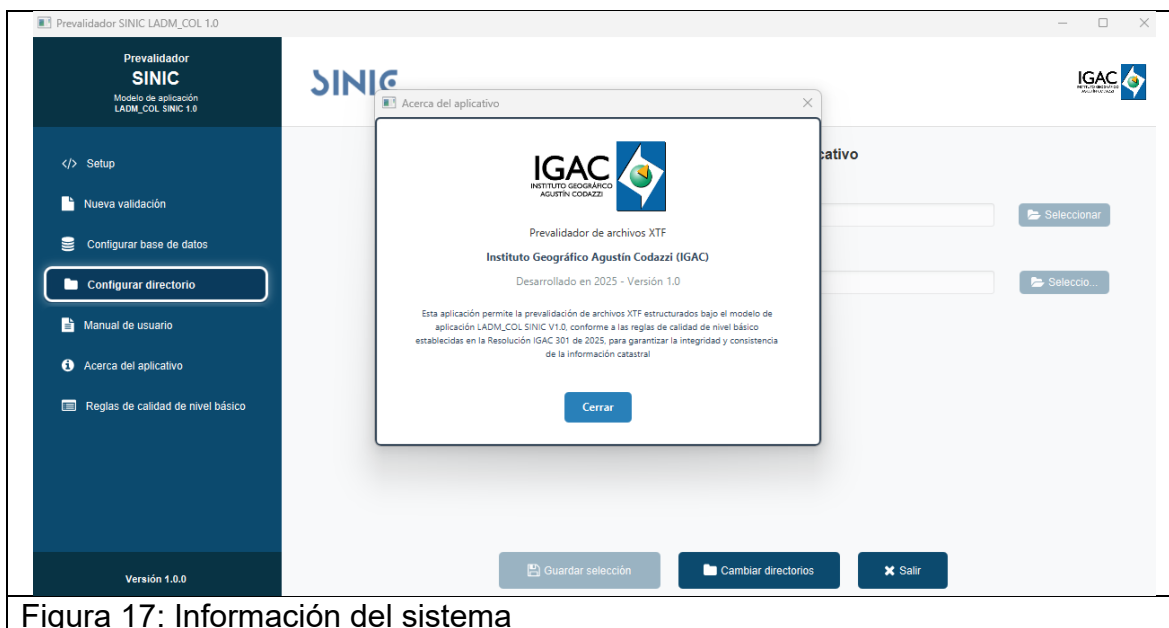 Prevalidador SINIC LADM_COL 1.0
Prevalidador
SINIC
Modelo de aplicación
LADM_COL SINIC 1.0
SINIC
IGAC
INSTITUTO GEOGRÁFICO
AGUSTÍN CODAZZI
Setup
Nueva validación
Configurar base de datos
Configurar directorio
Manual de usuario
Acerca del aplicativo
Reglas de calidad de nivel básico
Versión 1.0.0
cativo
Seleccionar
Seleccio...
Acerca del aplicativo
IGAC
INSTITUTO GEOGRÁFICO
AGUSTÍN CODAZZI
Prevalidador de archivos XTF
Instituto Geográfico Agustín Codazzi (IGAC)
Desarrollado en 2025 - Versión 1.0
Esta aplicación permite la prevalidación de archivos XTF estructurados bajo el modelo de
aplicación LADM_COL SINIC V1.0, conforme a las reglas de calidad de nivel básico
establecidas en la Resolución IGAC 301 de 2025, para garantizar la integridad y consistencia
de la información catastral
Cerrar
Guardar selección
Cambiar directorios
Salir
Figura 17: Información del sistema